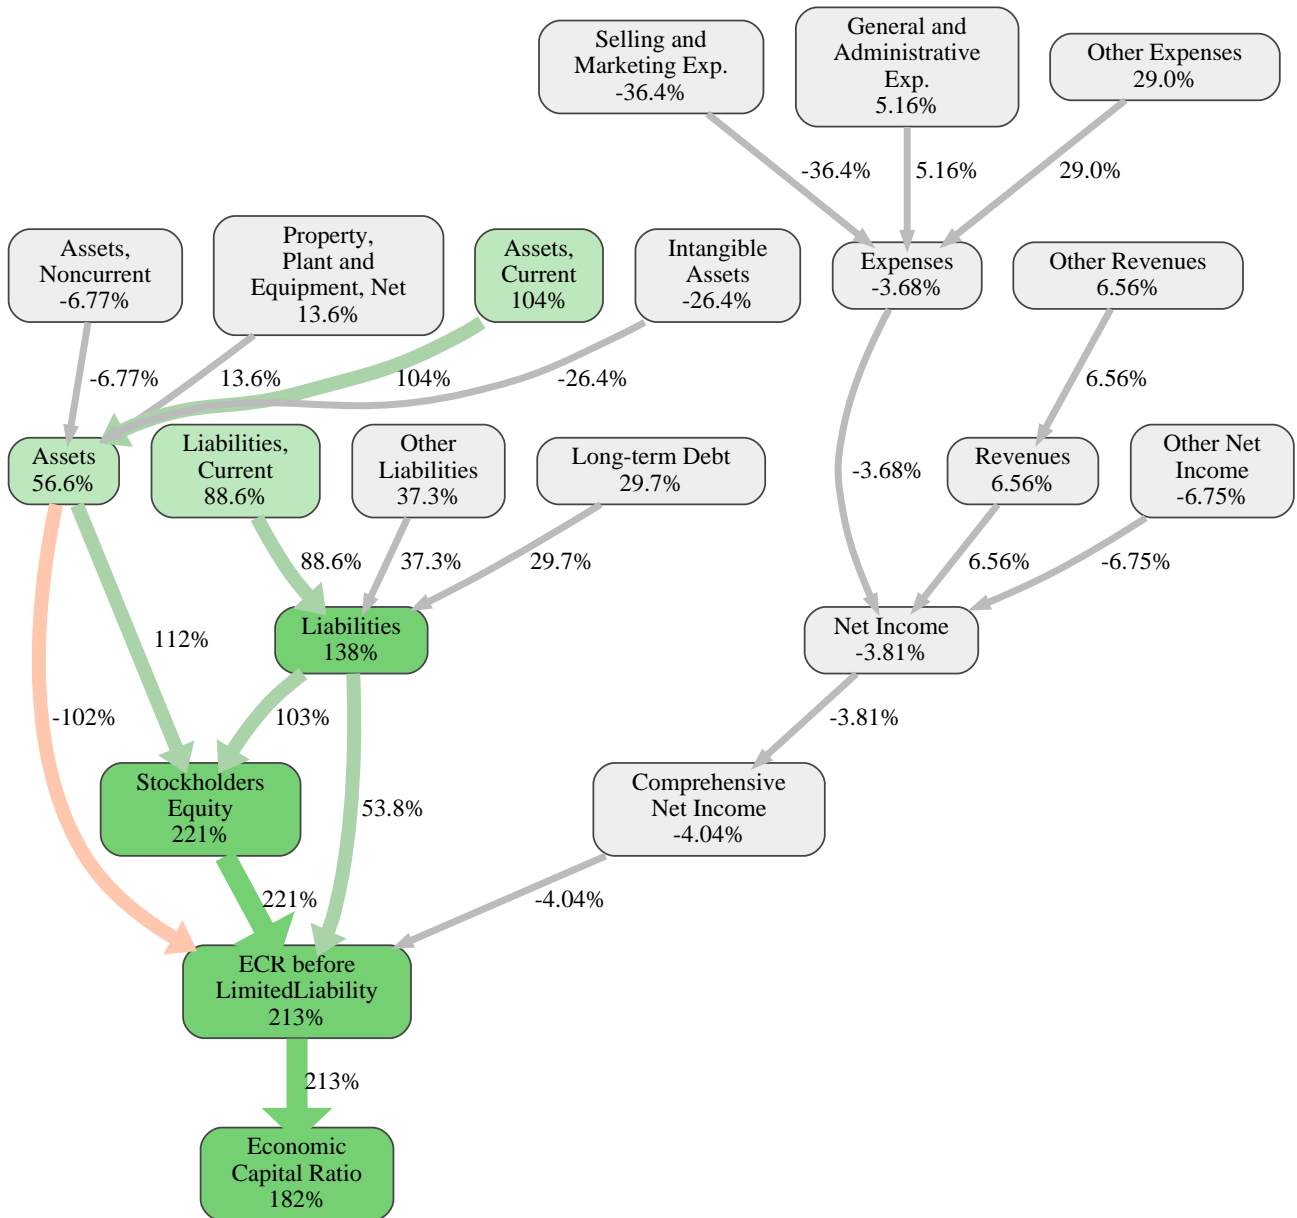 Selling and
Marketing Exp.
-36.4%
General and
Administrative
Exp.
5.16%
Other Expenses
29.0%
-36.4%
5.16%
29.0%
Assets,
Noncurrent
-6.77%
Property,
Plant and
Equipment, Net
13.6%
Assets,
Current
104%
Intangible
Assets
-26.4%
Expenses
-3.68%
Other Revenues
6.56%
-6.77%
13.6%
104%
-26.4%
6.56%
Assets
56.6%
Liabilities,
Current
88.6%
Other
Liabilities
37.3%
Long-term Debt
29.7%
-3.68%
Revenues
6.56%
Other Net
Income
-6.75%
88.6%
37.3%
29.7%
6.56%
-6.75%
112%
Liabilities
138%
Net Income
-3.81%
-102%
103%
-3.81%
Stockholders
Equity
221%
53.8%
Comprehensive
Net Income
-4.04%
221%
-4.04%
ECR before
LimitedLiability
213%
213%
Economic
Capital Ratio
182%